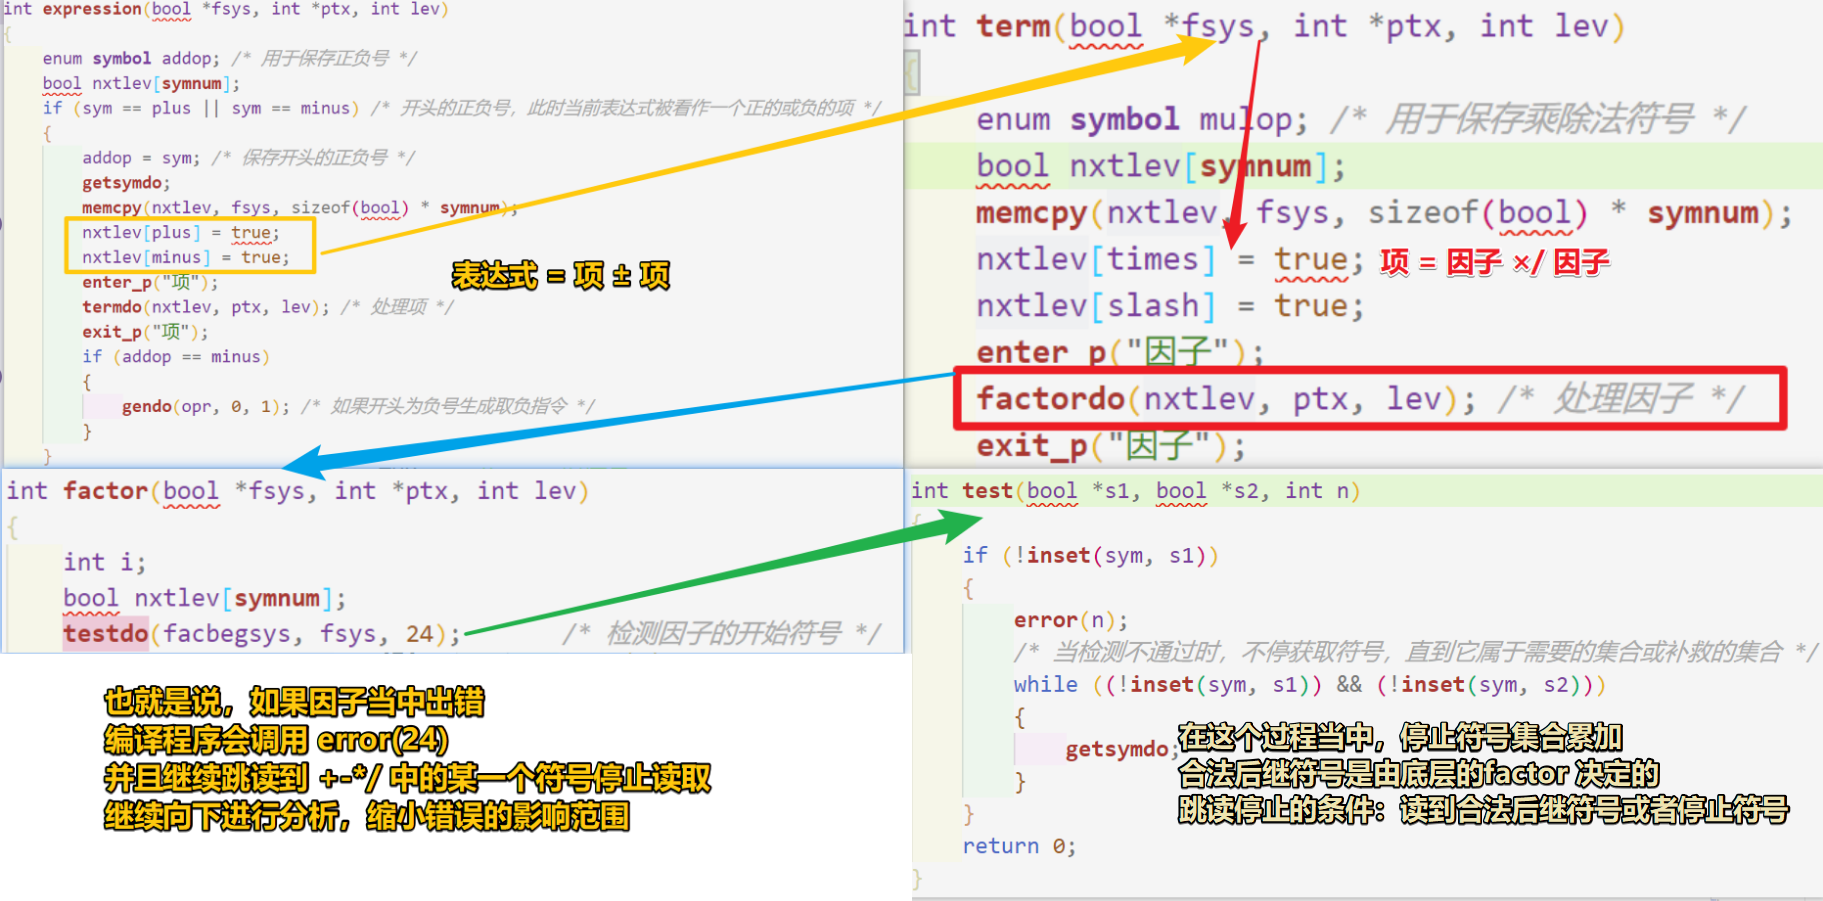 int expression(bool *fsys, int *ptx, int lev)
{
enum symbol addop; /* 用于保存正负号 */
bool nxtlev[symnum];
if (sym == plus || sym == minus) /* 开头的正负号，此时当前表达式被看作一个正的或负的项 */
{
addop = sym; /* 保存开头的正负号 */
getsymdo;
memcpy(nxtlev, fsys, sizeof(bool) * symnum);
nxtlev[plus] = true;
nxtlev[minus] = true;
enter_p("项");
termdo(nxtlev, ptx, lev); /* 处理项 */
exit_p("项");
if (addop == minus)
{
gendo(opr, 0, 1); /* 如果开头为负号生成取负指令 */
}
}
表达式 = 项 ± 项
int term(bool *fsys, int *ptx, int lev)
{
enum symbol mulop; /* 用于保存乘除法符号 */
bool nxtlev[symnum];
memcpy(nxtlev, fsys, sizeof(bool) * symnum);
nxtlev[times] = true;
nxtlev[slash] = true;
项 = 因子 ×/ 因子
enter_p("因子");
factordo(nxtlev, ptx, lev); /* 处理因子 */
exit_p("因子");
int factor(bool *fsys, int *ptx, int lev)
{
int i;
bool nxtlev[symnum];
testdo(facbegsys, fsys, 24); /* 检测因子的开始符号 */
也就是说，如果因子当中出错
编译程序会调用 error(24)
并且继续跳读到 +-*/ 中的某一个符号停止读取
继续向下进行分析，缩小错误的影响范围
int test(bool *s1, bool *s2, int n)
{
if (!inset(sym, s1))
{
error(n);
/* 当检测不通过时，不停获取符号，直到它属于需要的集合或补救的集合 */
while ((!inset(sym, s1)) && (!inset(sym, s2)))
{
getsymdo;
}
}
return 0;
}
在这个过程当中，停止符号集合累加
合法后继符号是由底层的factor 决定的
跳读停止的条件：读到合法后继符号或者停止符号